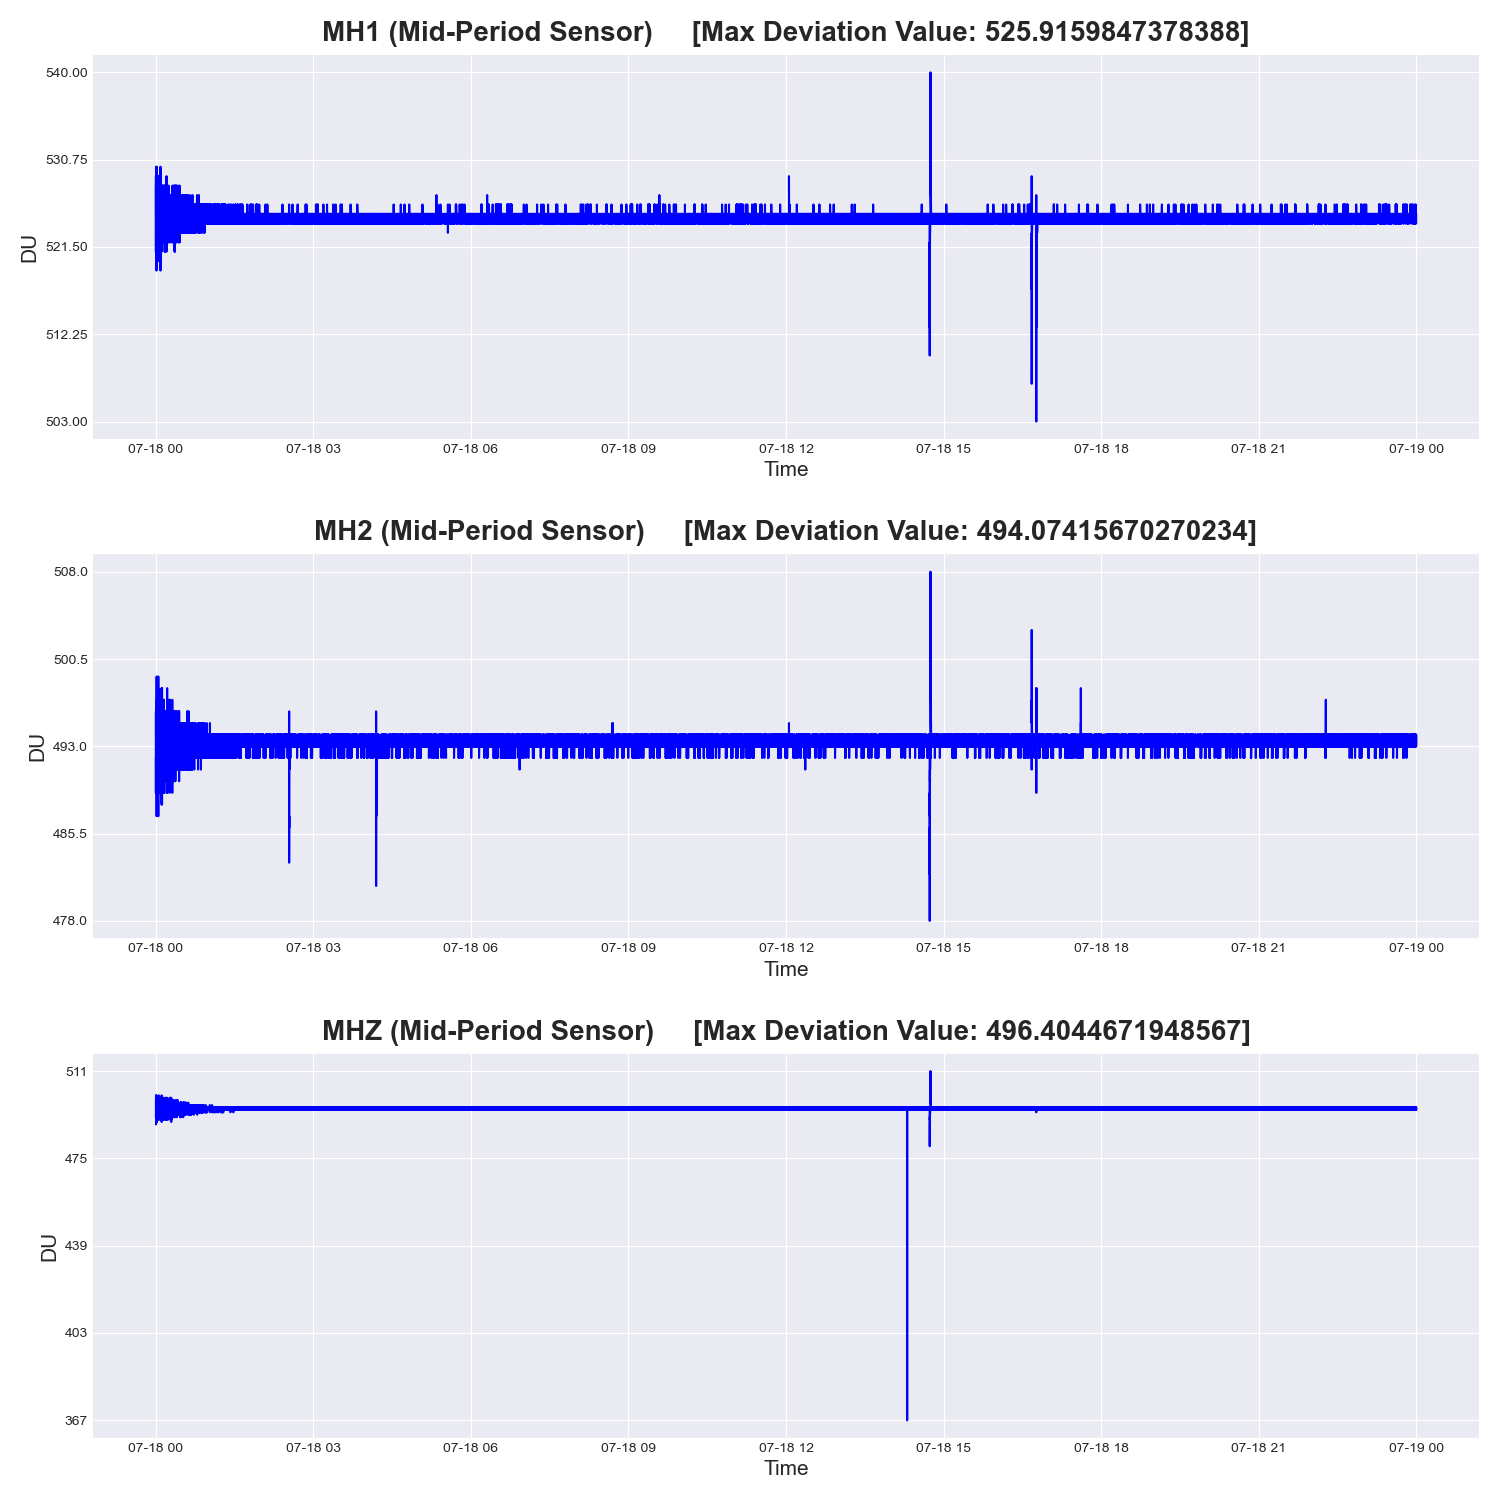 MH1 (Mid-Period Sensor) [Max Deviation Value: 525.9159847378388]
540.00
530.75
521.50
512.25
503.00
DU
07-18 00 07-18 03 07-18 06 07-18 09 07-18 12 07-18 15 07-18 18 07-18 21 07-19 00
Time
MH2 (Mid-Period Sensor) [Max Deviation Value: 494.07415670270234]
508.0
500.5
493.0
485.5
478.0
DU
07-18 00 07-18 03 07-18 06 07-18 09 07-18 12 07-18 15 07-18 18 07-18 21 07-19 00
Time
MHZ (Mid-Period Sensor) [Max Deviation Value: 496.4044671948567]
511
475
439
403
367
DU
07-18 00 07-18 03 07-18 06 07-18 09 07-18 12 07-18 15 07-18 18 07-18 21 07-19 00
Time